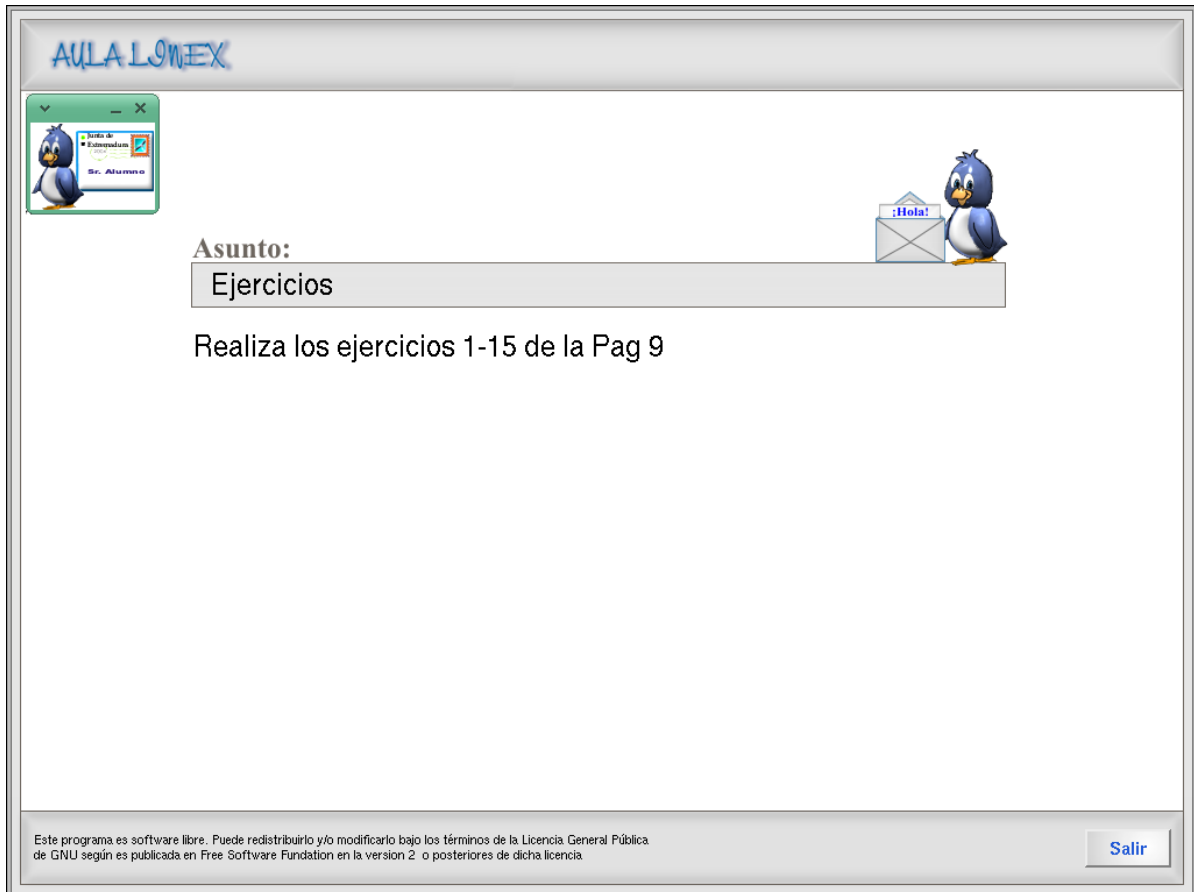 AULA LINEX
Junta de
Extremadura
Sr. Alumno
¡Hola!
Asunto:
Ejercicios
Realiza los ejercicios 1-15 de la Pag 9
Este programa es software libre. Puede redistribuirlo y/o modificarlo bajo los términos de la Licencia General Pública
de GNU según es publicada en Free Software Fundation en la version 2 o posteriores de dicha licencia
Salir